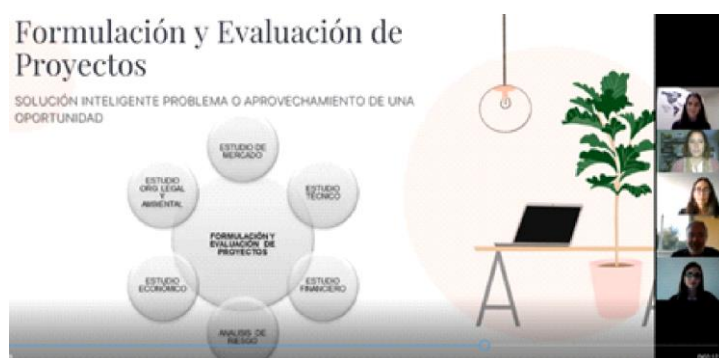 Formulación y Evaluación de
Proyectos
SOLUCIÓN INTELIGENTE PROBLEMA O APROVECHAMIENTO DE UNA
OPORTUNIDAD
ESTUDIO DE
MERCADO
ESTUDIO
ORG. LEGAL
Y
AMBIENTAL
ESTUDIO
TÉCNICO
FORMULACIÓN Y
EVALUACIÓN DE
PROYECTOS
ESTUDIO
ECONÓMICO
ESTUDIO
FINANCIERO
ANALISIS DE
RIESGO